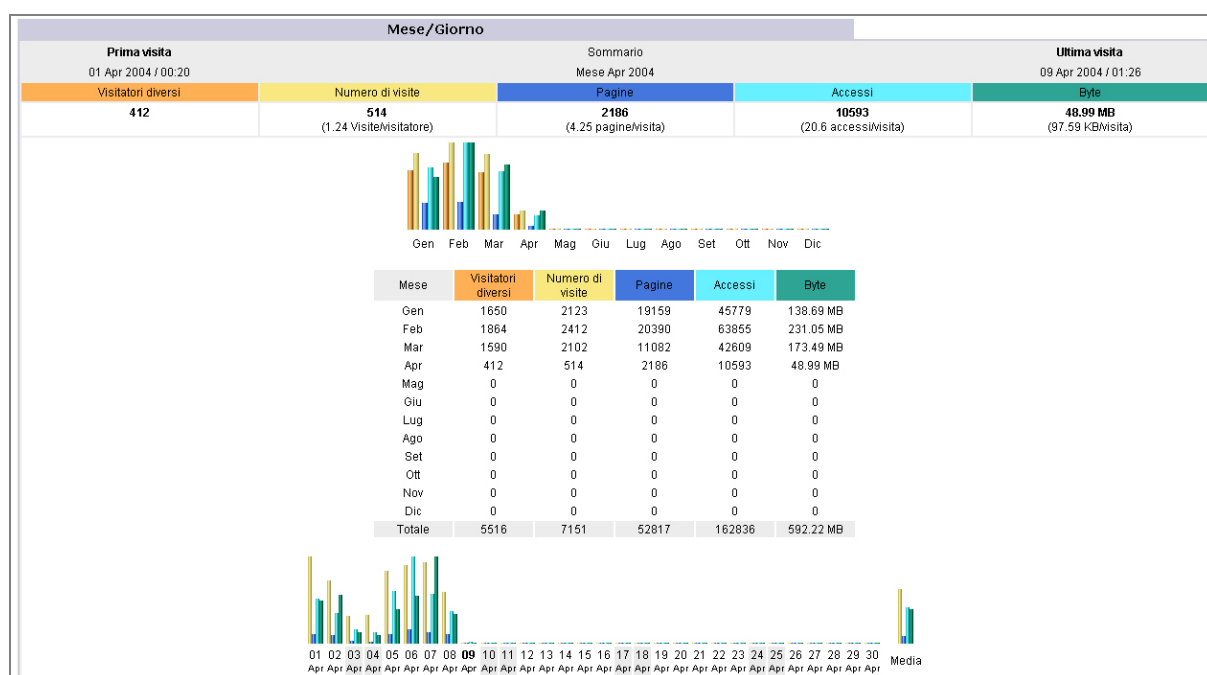 Mese/Giorno
Prima visita Sommario Ultima visita
01 Apr 2004 / 00:20 Mese Apr 2004 09 Apr 2004 / 01:26
Visitatori diversi Numero di visite Pagine Accessi Byte
412 514 2186 10593 48.99 MB
(1.24 Visite/visitatore) (4.25 pagine/visita) (20.6 accessi/visita) (97.59 KB/visita)
Gen Feb Mar Apr Mag Giu Lug Ago Set Ott Nov Dic
Mese Visitatori diversi Numero di visite Pagine Accessi Byte
Gen 1650 2123 19159 45779 138.69 MB
Feb 1864 2412 20390 63855 231.05 MB
Mar 1590 2102 11082 42609 173.49 MB
Apr 412 514 2186 10593 48.99 MB
Mag 0 0 0 0 0
Giu 0 0 0 0 0
Lug 0 0 0 0 0
Ago 0 0 0 0 0
Set 0 0 0 0 0
Ott 0 0 0 0 0
Nov 0 0 0 0 0
Dic 0 0 0 0 0
Totale 5516 7151 52817 162836 592.22 MB
01 02 03 04 05 06 07 08 09 10 11 12 13 14 15 16 17 18 19 20 21 22 23 24 25 26 27 28 29 30
Apr Apr Apr Apr Apr Apr Apr Apr Apr Apr Apr Apr Apr Apr Apr Apr Apr Apr Apr Apr Apr Apr Apr Apr Apr Apr Apr Apr Apr Apr
Media